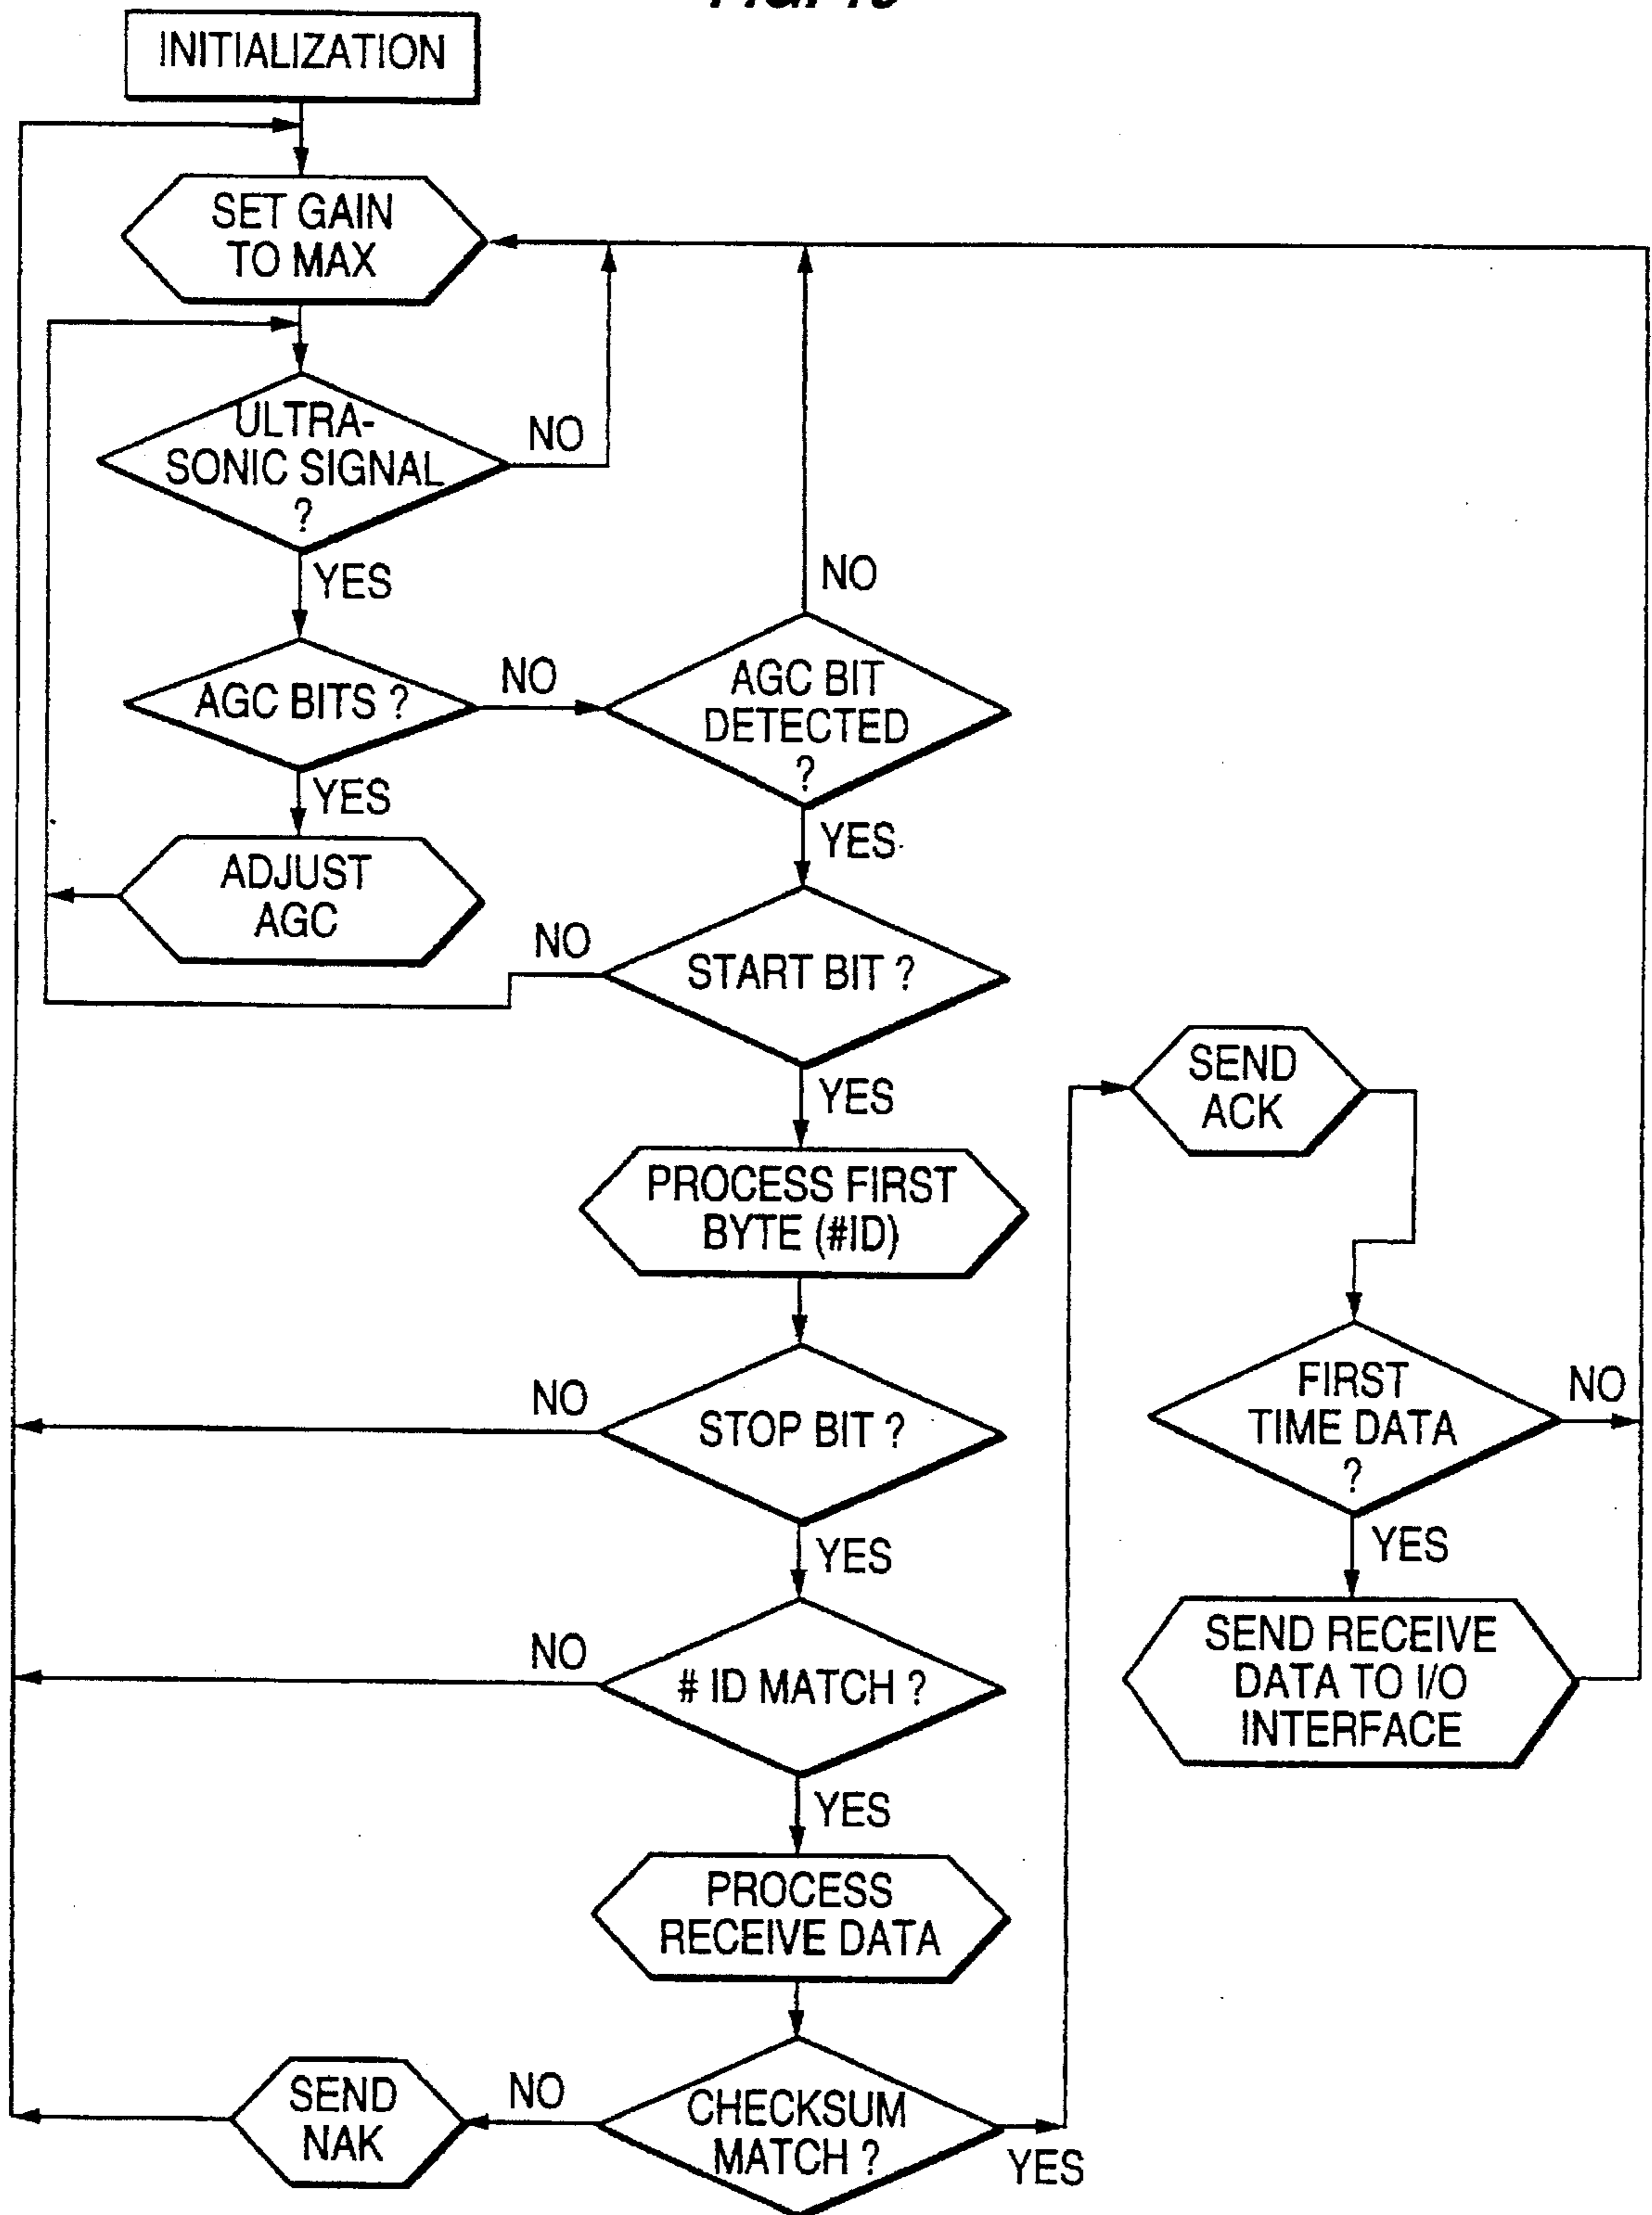 INITIALIZATION
SET GAIN
TO MAX
ULTRA-
SONIC SIGNAL
?
NO
YES
AGC BITS ?
NO
YES
ADJUST
AGC
AGC BIT
DETECTED
?
NO
YES
START BIT ?
NO
YES
PROCESS FIRST
BYTE (#ID)
STOP BIT ?
NO
YES
# ID MATCH ?
NO
YES
PROCESS
RECEIVE DATA
CHECKSUM
MATCH ?
NO
YES
SEND
NAK
SEND
ACK
FIRST
TIME DATA
?
NO
YES
SEND RECEIVE
DATA TO I/O
INTERFACE